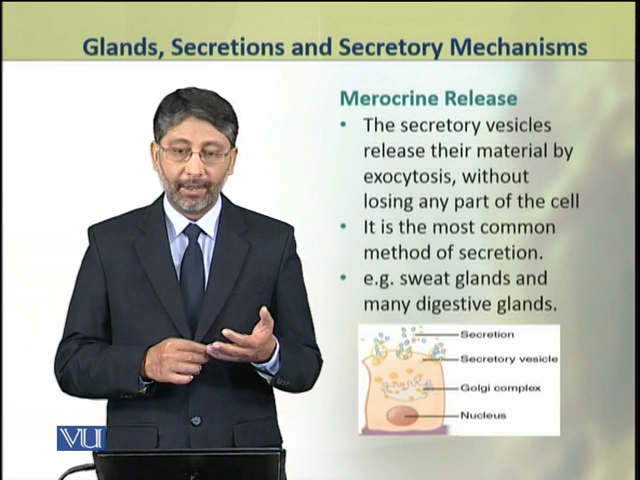 Glands, Secretions and Secretory Mechanisms
Merocrine Release
• The secretory vesicles
release their material by
exocytosis, without
losing any part of the cell
• It is the most common
method of secretion.
• e.g. sweat glands and
many digestive glands.
Secretion
Secretory vesicle
Golgi complex
Nucleus
VU